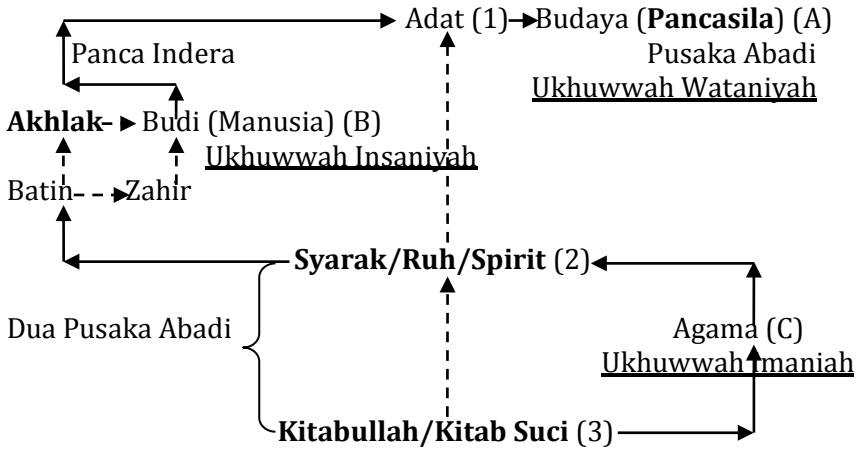 Adat (1) Budaya (Pancasila) (A)
Panca Indera Pusaka Abadi
Ukhuwwah Wataniyah
Akhlak Budi (Manusia) (B)
Ukhuwwah Insaniyah
Batin Zahir
Syarak/Ruh/Spirit (2)
Dua Pusaka Abadi Agama (C)
Ukhuwwah Imaniah
Kitabullah/Kitab Suci (3)